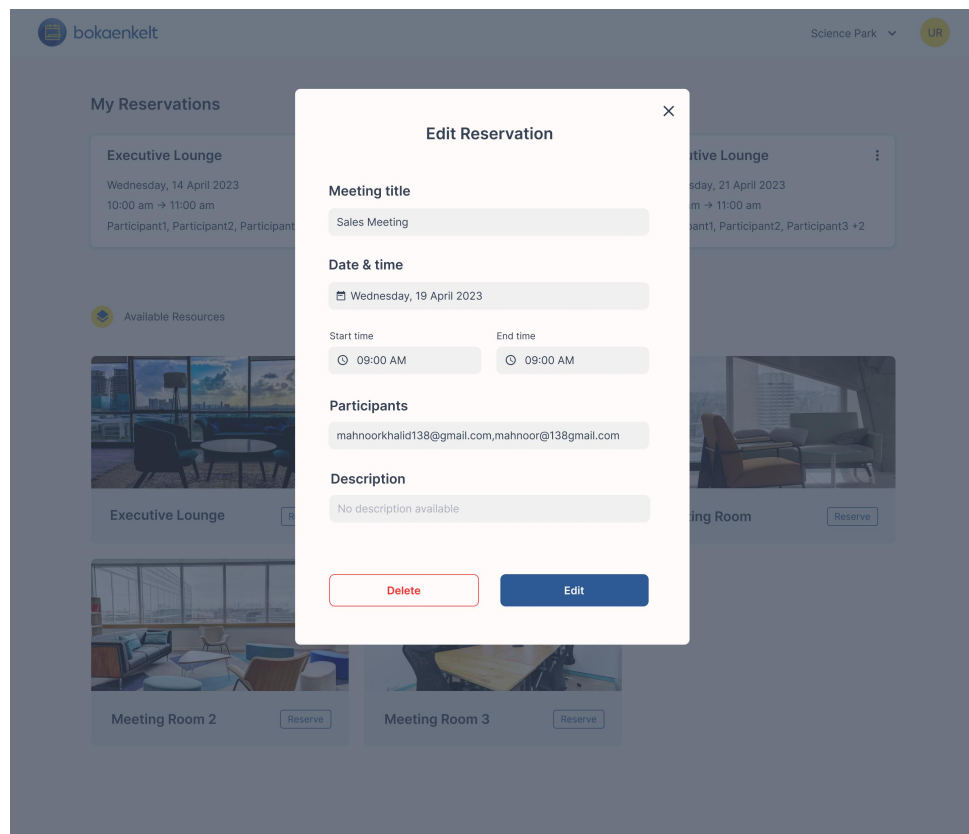 bokaenkelt
Science Park
UR
My Reservations
Edit Reservation
Executive Lounge
Wednesday, 14 April 2023
10:00 am → 11:00 am
Participant1, Participant2, Participant
utive Lounge
sday, 21 April 2023
m → 11:00 am
pant1, Participant2, Participant3 +2
Meeting title
Sales Meeting
Date & time
Wednesday, 19 April 2023
Start time
End time
09:00 AM
09:00 AM
Participants
mahnoorkhalid138@gmail.com,mahnoor@138gmail.com
Description
No description available
Delete
Edit
Available Resources
Executive Lounge
R
ting Room
Reserve
Meeting Room 2
Reserve
Meeting Room 3
Reserve